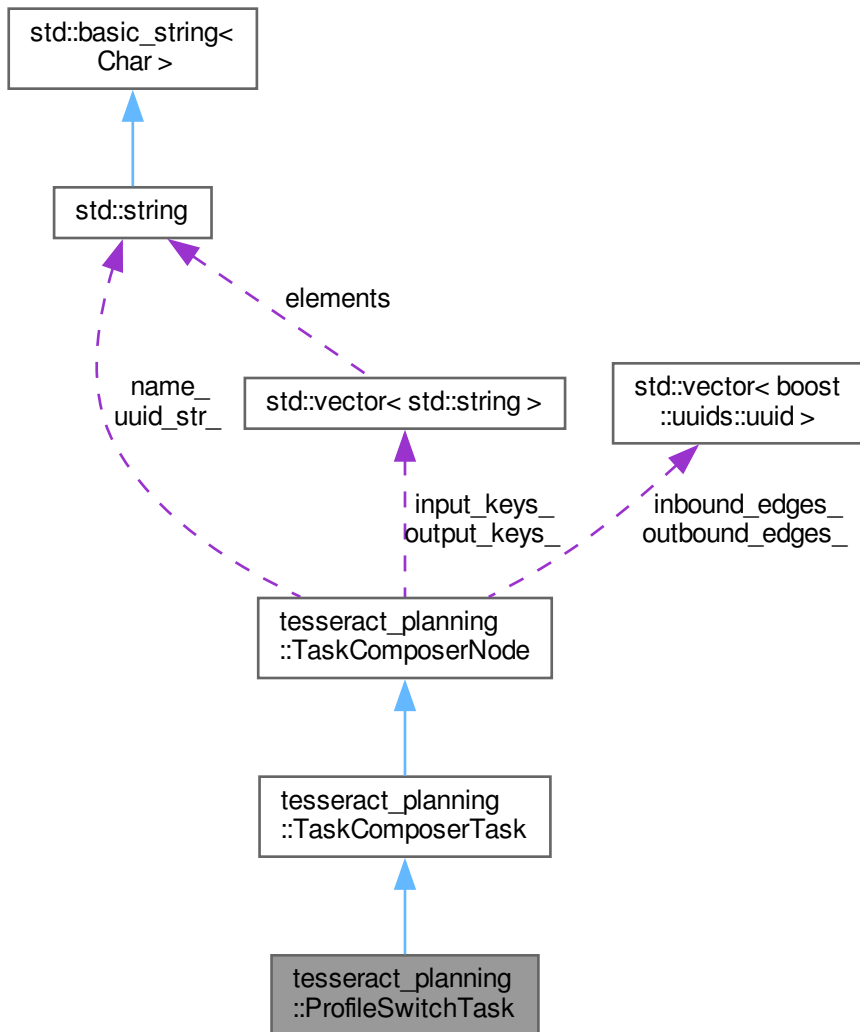 std::basic_string<
Char >
std::string
elements
name_
uuid_str_
std::vector< std::string >
std::vector< boost
::uuids::uuid >
input_keys_
output_keys_
inbound_edges_
outbound_edges_
tesseract_planning
::TaskComposerNode
tesseract_planning
::TaskComposerTask
tesseract_planning
::ProfileSwitchTask